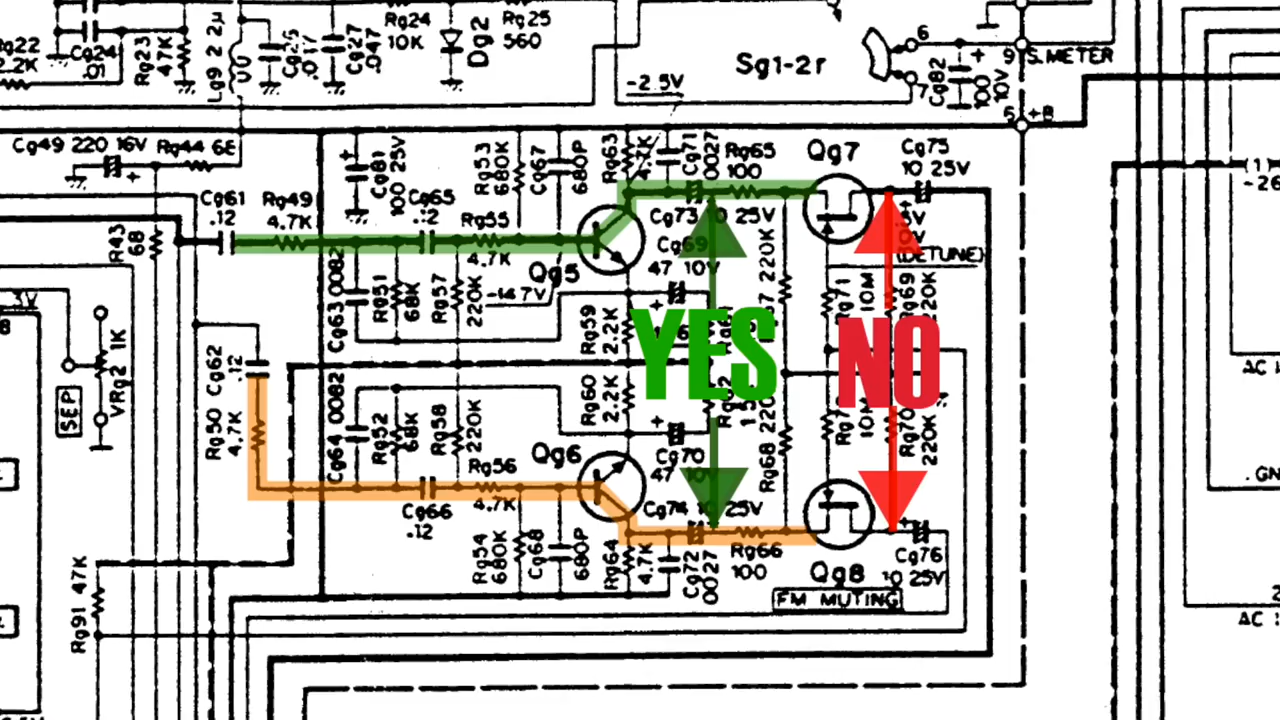 Rg22
2.2K
Cg24
.01
Rg23
47K
Lg9 2 2µ
Cg27
.047
Rg24
10K
Dg2
Rg25
560
-2.5V
Sg1-2r
6
7
Cg82
100
10V
+
9
S.METER
5
+B
Cg49 220 16V
Rg44 68
+
Cg81
100 25V
+
Rg53
680K
Cg67
680P
Rg63
4.7K
Cg71
0027
Rg65
100
Qg7
Cg75
10 25V
Cg61
.12
Rg49
4.7K
Cg65
.12
Rg55
4.7K
Qg5
Cg73
25V
Cg69
47 10V
(DETUNE)
Rg43
68
Cg63 0082
Rg51
68K
Rg57
220K
-14.7V
Rg59
2.2K
220K
10M
Rg69
220K
YES
NO
SEP
VRg2 1K
Cg62
.12
Rg50
4.7K
Cg64 0082
Rg52
68K
Rg58
220K
Rg60
2.2K
Rg68
10M
Rg70
220K
Qg6
Rg56
4.7K
Cg66
.12
Cg70
47
Cg74
25V
Rg54
680K
Cg68
680P
Rg64
4.7K
Cg72
0027
Rg66
100
Qg8
Cg76
10 25V
FM MUTING
Rg91 47K
(1)
-26
AC
.GN
AC